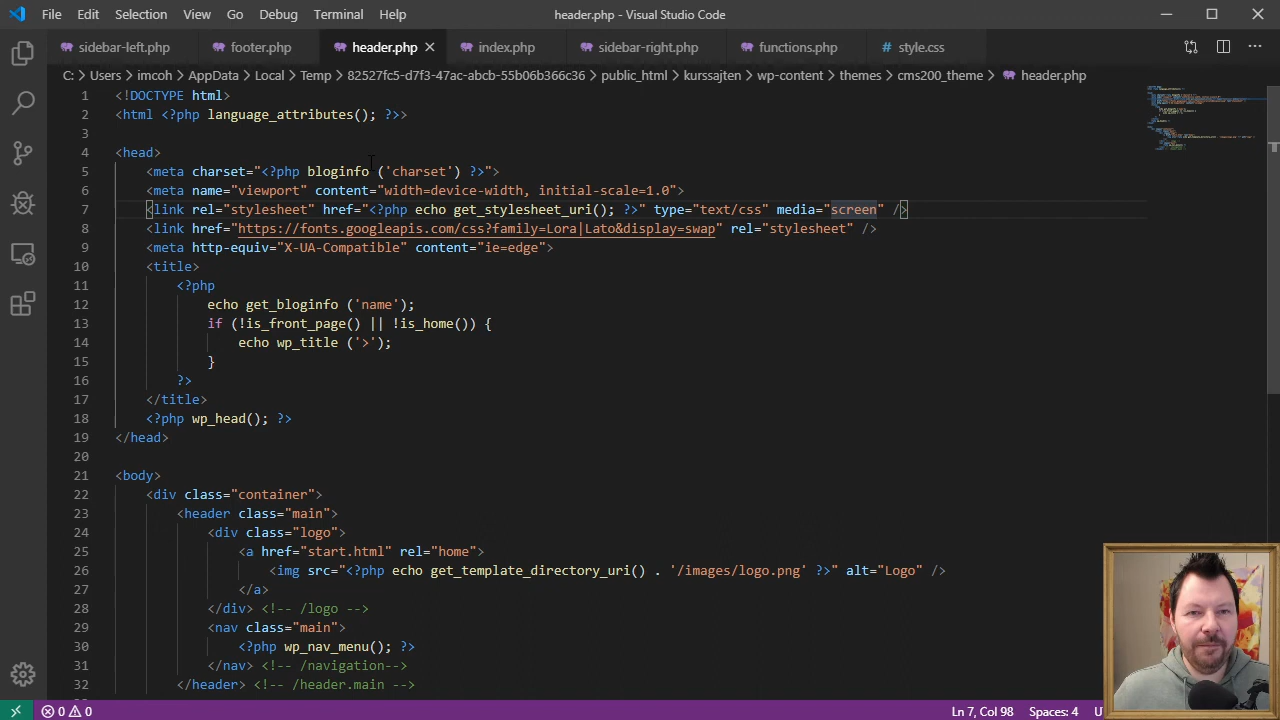 File Edit Selection View Go Debug Terminal Help header.php - Visual Studio Code
sidebar-left.php footer.php header.php index.php sidebar-right.php functions.php style.css
C: > Users > imcoh > AppData > Local > Temp > 82527fc5-d7f3-47ac-abcb-55b06b366c36 > public_html > kurssajten > wp-content > themes > cms200_theme > header.php
1 <!DOCTYPE html>
2 <html <?php language_attributes(); ?>>
3
4 <head>
5 <meta charset="<?php bloginfo ('charset') ?>">
6 <meta name="viewport" content="width=device-width, initial-scale=1.0">
7 <link rel="stylesheet" href="<?php echo get_stylesheet_uri(); ?>" type="text/css" media="screen" />
8 <link href="https://fonts.googleapis.com/css?family=Lora|Lato&display=swap" rel="stylesheet" />
9 <meta http-equiv="X-UA-Compatible" content="ie=edge">
10 <title>
11 <?php
12 echo get_bloginfo ('name');
13 if (!is_front_page() || !is_home()) {
14 echo wp_title ('>');
15 }
16 ?>
17 </title>
18 <?php wp_head(); ?>
19 </head>
20
21 <body>
22 <div class="container">
23 <header class="main">
24 <div class="logo">
25 <a href="start.html" rel="home">
26 <img src="<?php echo get_template_directory_uri() . '/images/logo.png' ?>" alt="Logo" />
27 </a>
28 </div> <!-- /logo -->
29 <nav class="main">
30 <?php wp_nav_menu(); ?>
31 </nav> <!-- /navigation-->
32 </header> <!-- /header.main -->
0 0 Ln 7, Col 98 Spaces: 4